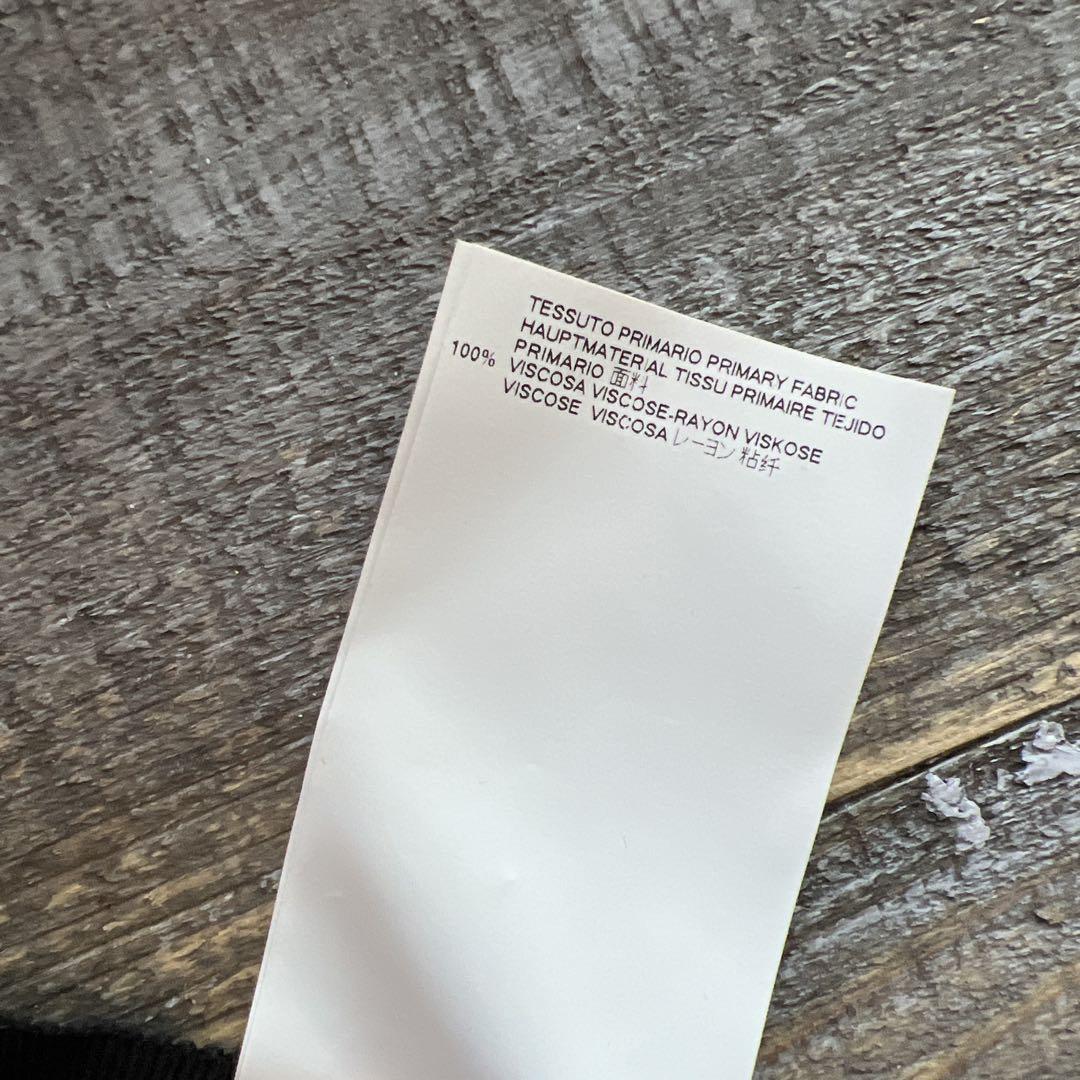 TESSUTO PRIMARIO PRIMARY FABRIC
HAUPTMATERIAL TISSU PRIMAIRE TEJIDO
PRIMARIO 面料
100% VISCOSA VISCOSE-RAYON VISKOSE
VISCOSE VISCOSA レーヨン 粘纤